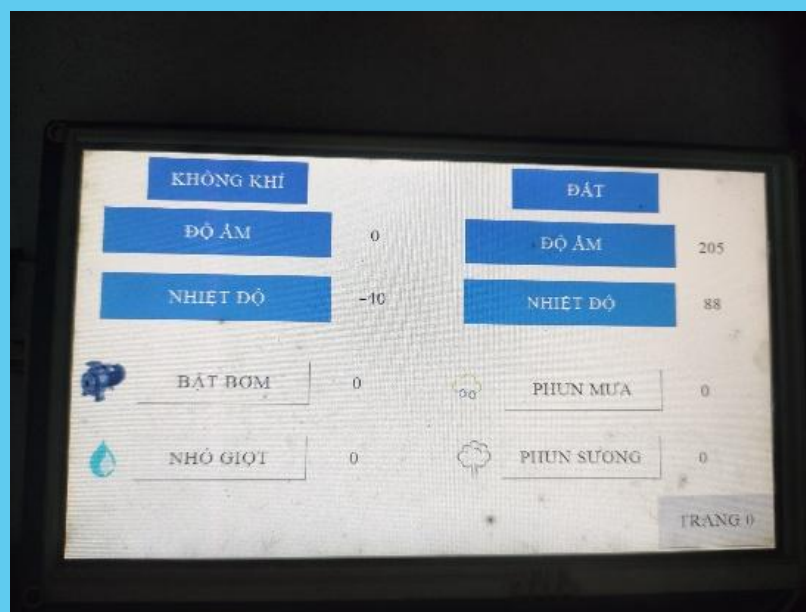 KHÔNG KHÍ
ĐẤT
ĐỘ ẨM 0
ĐỘ ẨM 205
NHIỆT ĐỘ -40
NHIỆT ĐỘ 88
BẬT BƠM 0
PHUN MƯA 0
NHỎ GIỌT 0
PHUN SƯƠNG 0
TRANG 0